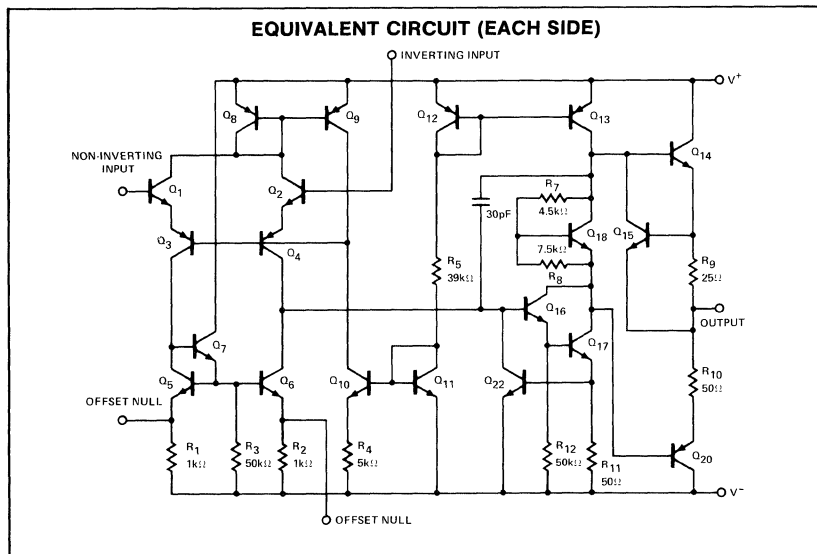 EQUIVALENT CIRCUIT (EACH SIDE)
INVERTING INPUT
V+
Q8
Q9
Q12
Q13
Q14
NON-INVERTING
INPUT
Q1
Q2
R7
4.5kΩ
30pF
Q3
Q4
Q18
Q15
7.5kΩ
R8
R5
39kΩ
R9
25Ω
Q16
OUTPUT
Q7
Q17
Q5
Q6
Q10
Q11
Q22
R10
50Ω
OFFSET NULL
R1
1kΩ
R3
50kΩ
R2
1kΩ
R4
5kΩ
R12
50kΩ
R11
50Ω
Q20
V−
OFFSET NULL